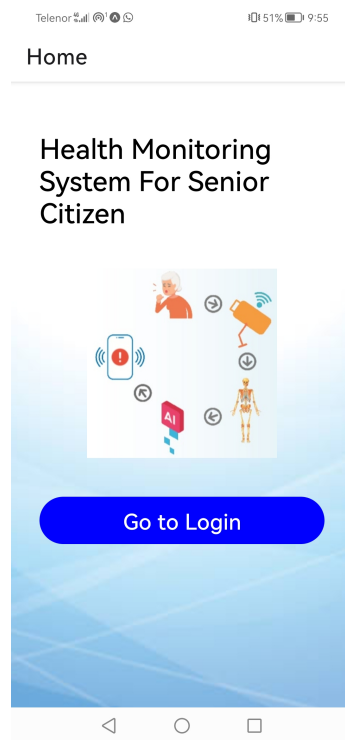 Telenor 51% 9:55
Home
Health Monitoring
System For Senior
Citizen
!
AI
Go to Login